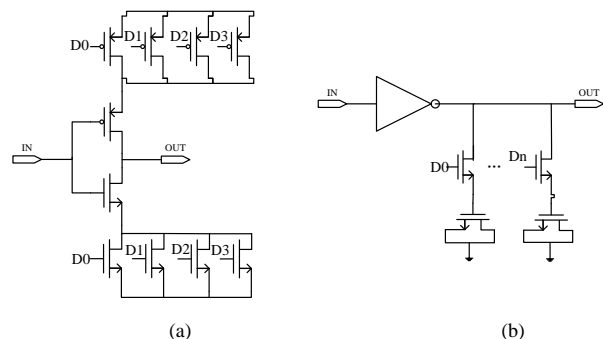 D0 D1 D2 D3
IN OUT
D0 D1 D2 D3
(a)
IN OUT
D0 ... Dn
(b)